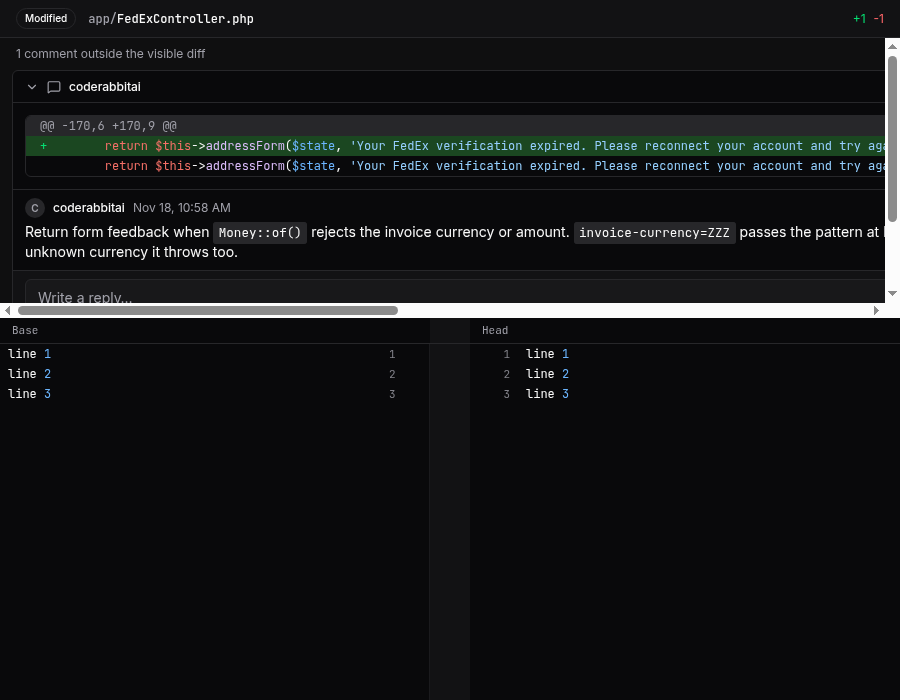 Modified app/FedExController.php +1 -1
1 comment outside the visible diff
coderabbitai
@@ -170,6 +170,9 @@
+ return $this->addressForm($state, 'Your FedEx verification expired. Please reconnect your account and try aga
return $this->addressForm($state, 'Your FedEx verification expired. Please reconnect your account and try aga
C coderabbitai Nov 18, 10:58 AM
Return form feedback when Money::of() rejects the invoice currency or amount. invoice-currency=ZZZ passes the pattern at
unknown currency it throws too.
Write a reply...
Base Head
line 1 1 1 line 1
line 2 2 2 line 2
line 3 3 3 line 3